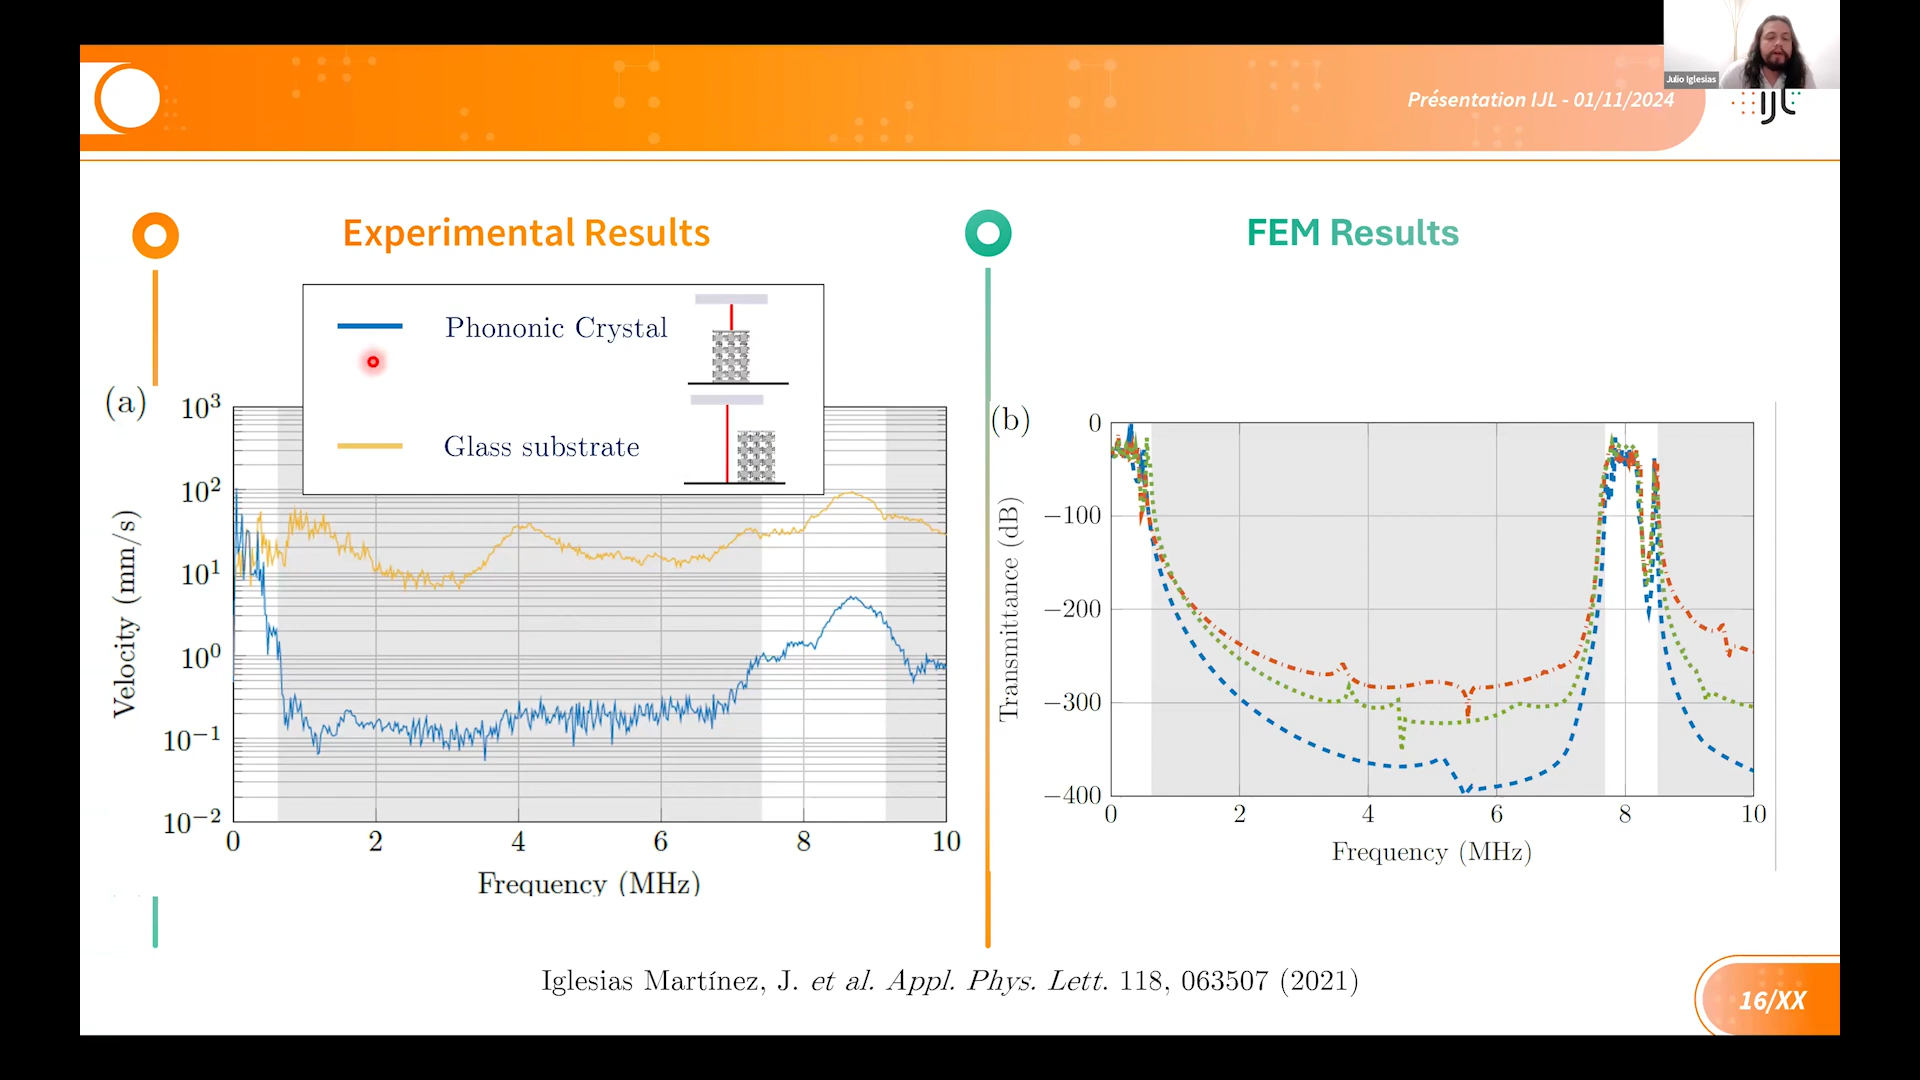 Julio Iglesias
Présentation IJL - 01/11/2024
ijL
Experimental Results
FEM Results
Phononic Crystal
Glass substrate
(a)
10³
10²
10¹
10⁰
10⁻¹
10⁻²
Velocity (mm/s)
0 2 4 6 8 10
Frequency (MHz)
(b)
0
−100
−200
−300
−400
Transmittance (dB)
0 2 4 6 8 10
Frequency (MHz)
Iglesias Martínez, J. et al. Appl. Phys. Lett. 118, 063507 (2021)
16/XX